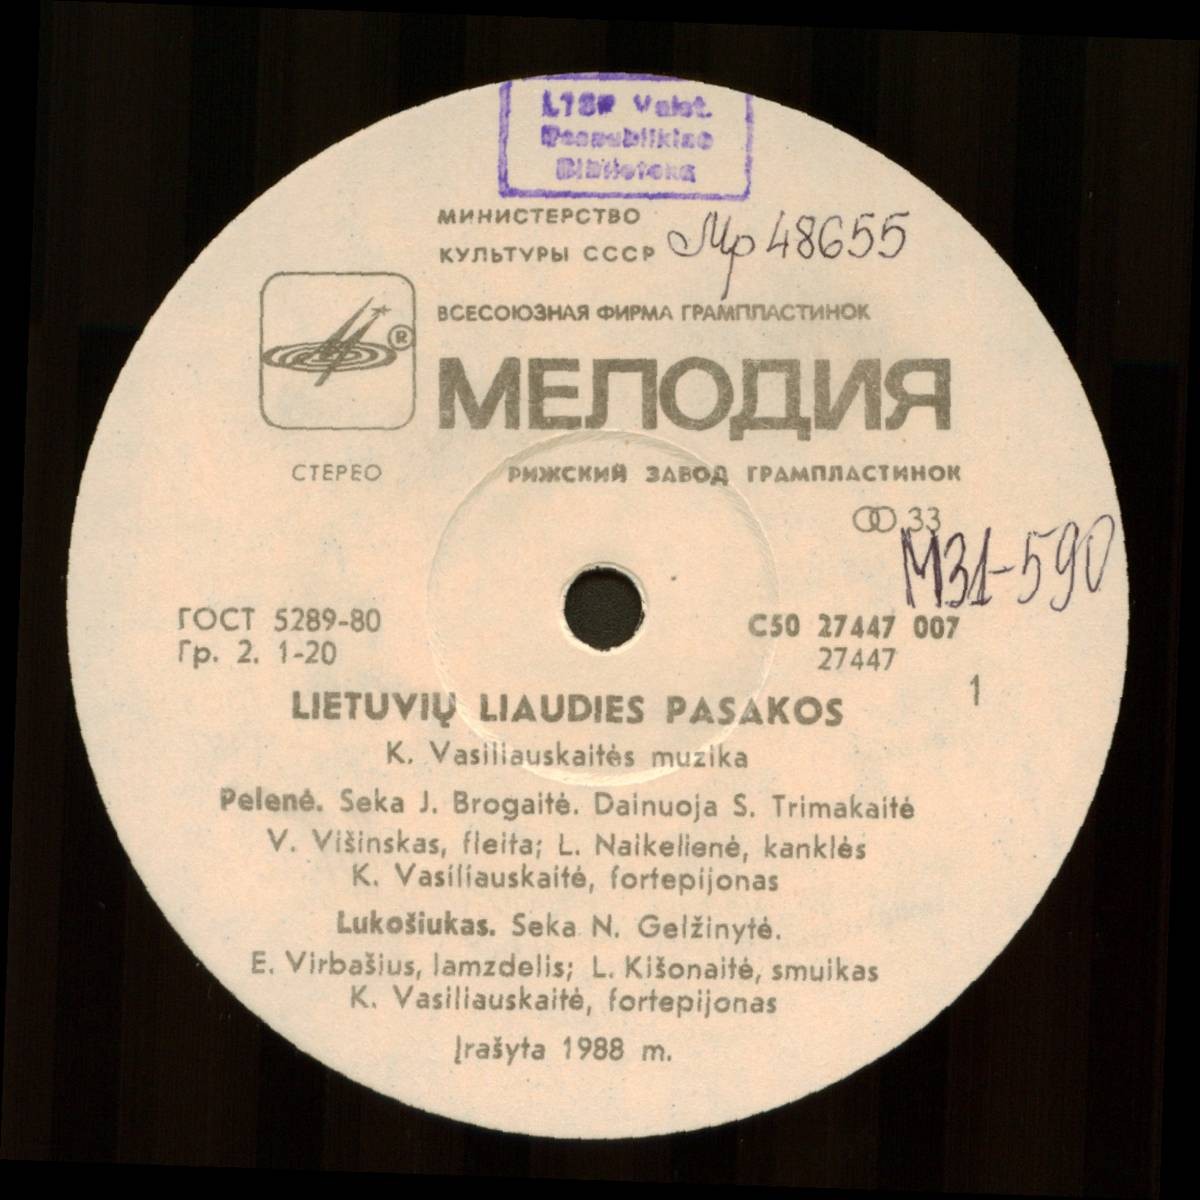 LTSR Valst.
Respublikinė
Biblioteka
МИНИСТЕРСТВО
КУЛЬТУРЫ СССР Мр 48655
ВСЕСОЮЗНАЯ ФИРМА ГРАМПЛАСТИНОК
®
МЕЛОДИЯ
СТЕРЕО РИЖСКИЙ ЗАВОД ГРАМПЛАСТИНОК
33
М31-590
ГОСТ 5289-80 С50 27447 007
Гр. 2. 1-20 27447
1
LIETUVIŲ LIAUDIES PASAKOS
K. Vasiliauskaitės muzika
Pelenė. Seka J. Brogaitė. Dainuoja S. Trimakaitė
V. Višinskas, fleita; L. Naikelienė, kanklės
K. Vasiliauskaitė, fortepijonas
Lukošiukas. Seka N. Gelžinytė.
E. Virbašius, lamzdelis; L. Kišonaitė, smuikas
K. Vasiliauskaitė, fortepijonas
Įrašyta 1988 m.